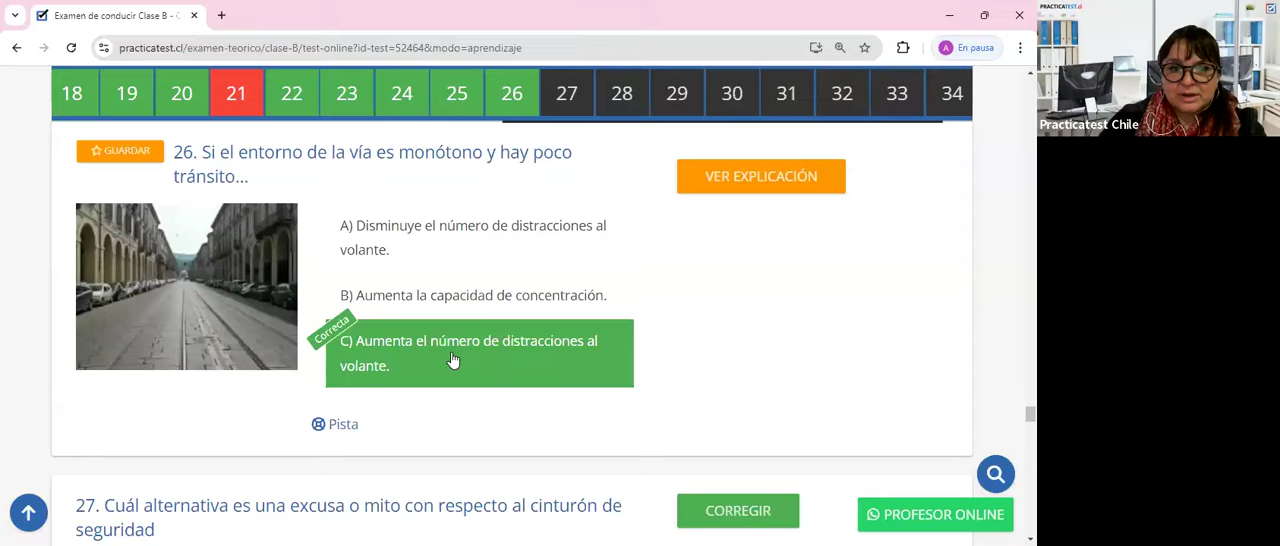 Examen de conducir Clase B - C
practicatest.cl/examen-teorico/clase-B/test-online?id-test=52464&modo=aprendizaje
A En pausa
PRACTICATEST.cl
Practicatest Chile
18 19 20 21 22 23 24 25 26 27 28 29 30 31 32 33 34
GUARDAR
26. Si el entorno de la vía es monótono y hay poco
tránsito...
VER EXPLICACIÓN
A) Disminuye el número de distracciones al
volante.
B) Aumenta la capacidad de concentración.
Correcta
C) Aumenta el número de distracciones al
volante.
Pista
27. Cuál alternativa es una excusa o mito con respecto al cinturón de
seguridad
CORREGIR
PROFESOR ONLINE